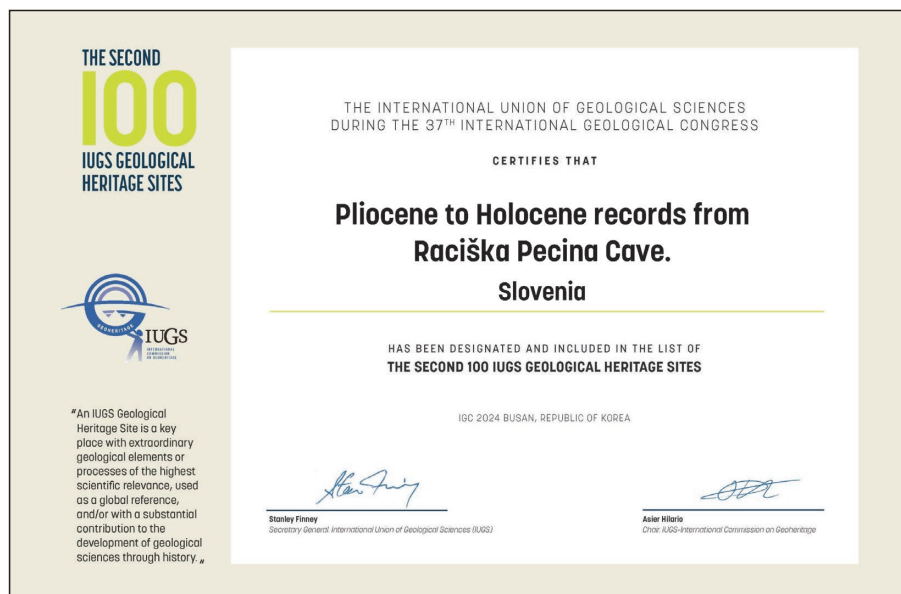 THE SECOND
100
IUGS GEOLOGICAL
HERITAGE SITES
GEOHERITAGE
IUGS
INTERNATIONAL
COMMISSION
ON GEOHERITAGE
“An IUGS Geological
Heritage Site is a key
place with extraordinary
geological elements or
processes of the highest
scientific relevance, used
as a global reference,
and/or with a substantial
contribution to the
development of geological
sciences through history.„
THE INTERNATIONAL UNION OF GEOLOGICAL SCIENCES
DURING THE 37TH INTERNATIONAL GEOLOGICAL CONGRESS
CERTIFIES THAT
Pliocene to Holocene records from
Raciška Pecina Cave.
Slovenia
HAS BEEN DESIGNATED AND INCLUDED IN THE LIST OF
THE SECOND 100 IUGS GEOLOGICAL HERITAGE SITES
IGC 2024 BUSAN, REPUBLIC OF KOREA
Stanley Finney
Secretary General. International Union of Geological Sciences (IUGS)
Asier Hilario
Chair. IUGS-International Commission on Geoheritage